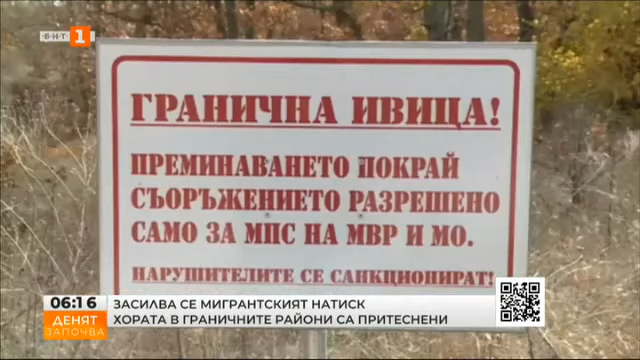 БНТ 1
ГРАНИЧНА ИВИЦА!
ПРЕМИНАВАНЕТО ПОКРАЙ
СЪОРЪЖЕНИЕТО РАЗРЕШЕНО
САМО ЗА МПС НА МВР И МО.
НАРУШИТЕЛИТЕ СЕ САНКЦИОНИРАТ!
06:16
ДЕНЯТ
ЗАПОЧВА
ЗАСИЛВА СЕ МИГРАНТСКИЯТ НАТИСК
ХОРАТА В ГРАНИЧНИТЕ РАЙОНИ СА ПРИТЕСНЕНИ